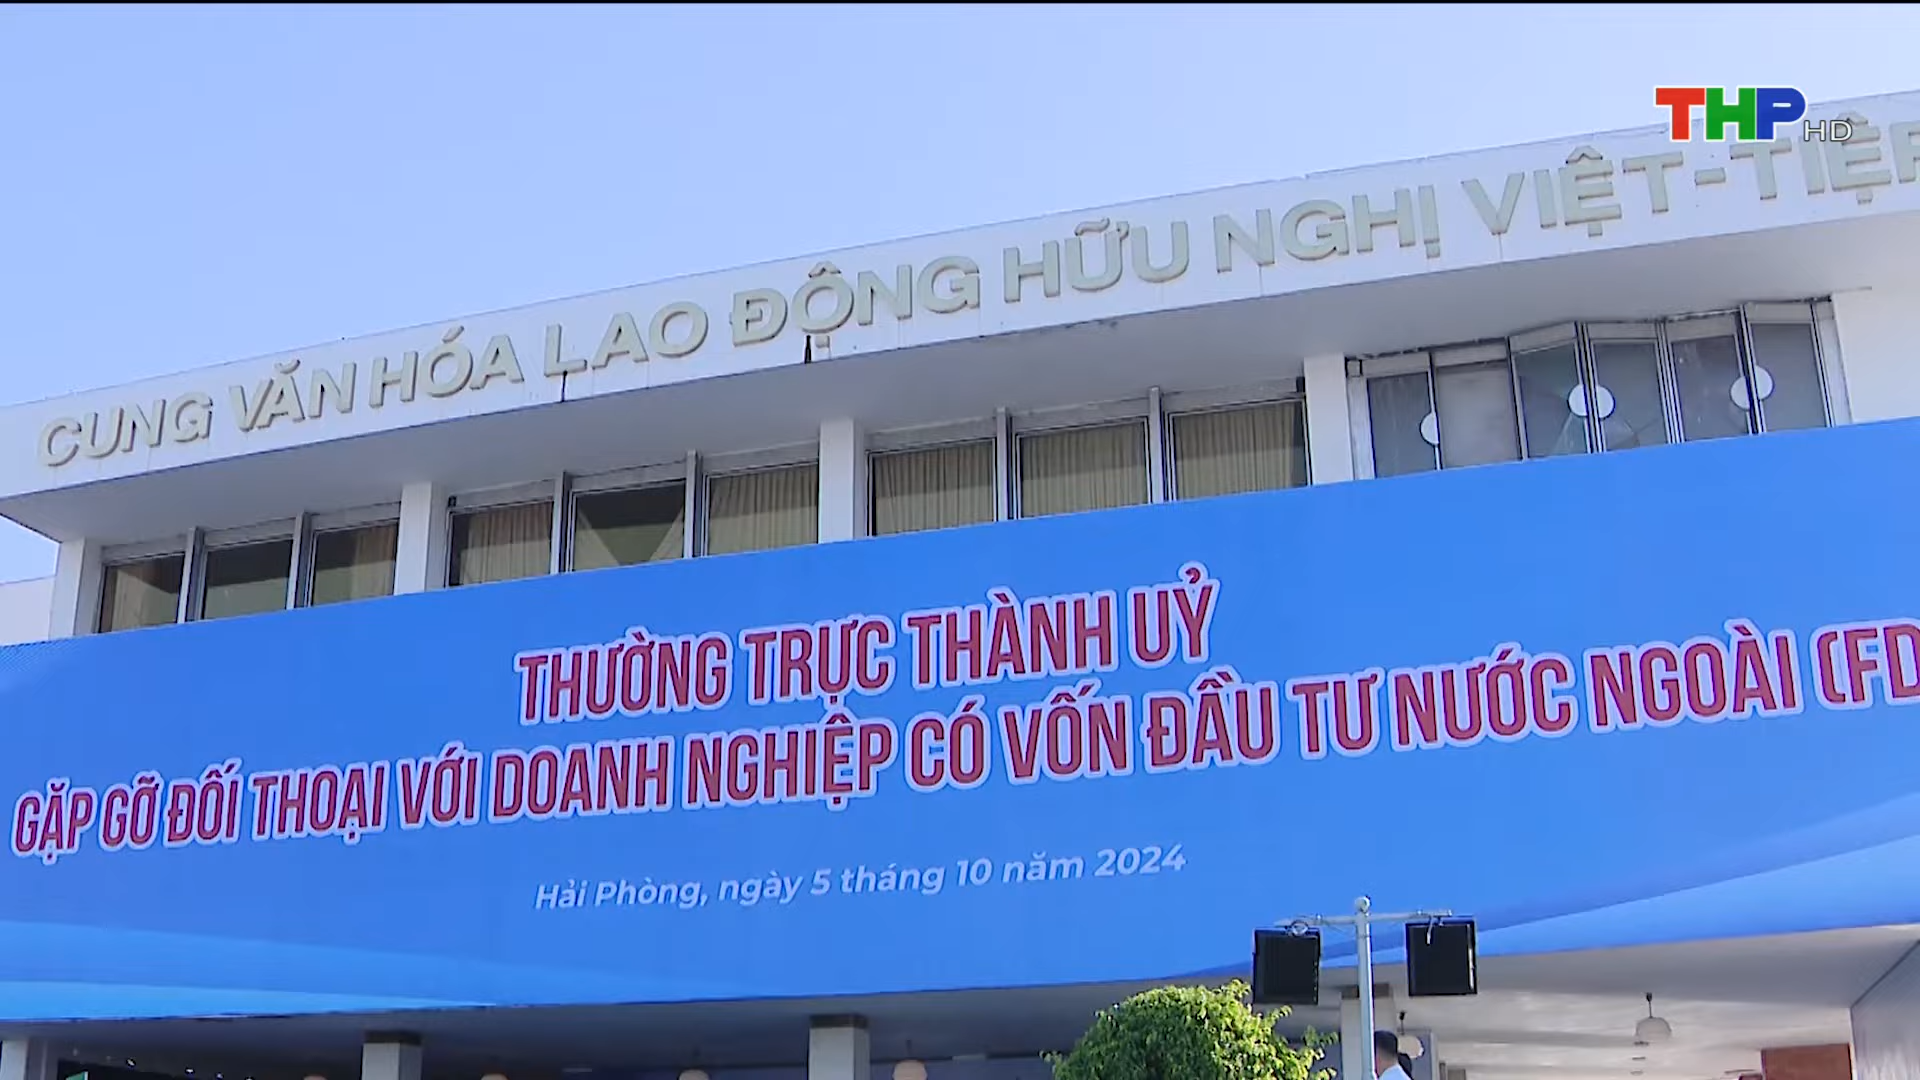 THP HD
CUNG VĂN HÓA LAO ĐỘNG HỮU NGHỊ VIỆT - TIỆP
THƯỜNG TRỰC THÀNH UỶ
GẶP GỠ ĐỐI THOẠI VỚI DOANH NGHIỆP CÓ VỐN ĐẦU TƯ NƯỚC NGOÀI (FD
Hải Phòng, ngày 5 tháng 10 năm 2024